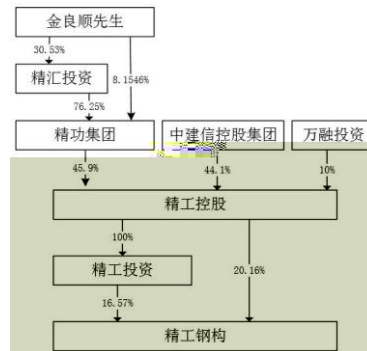 金良顺先生
30.53%
精汇投资
8.1546%
76.25%
精功集团 中建信控股集团 万融投资
45.9% 44.1% 10%
精工控股
100%
精工投资
20.16%
16.57%
精工钢构